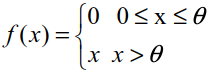 f(x) = { 0 0 ≤ x ≤ θ
x x > θ